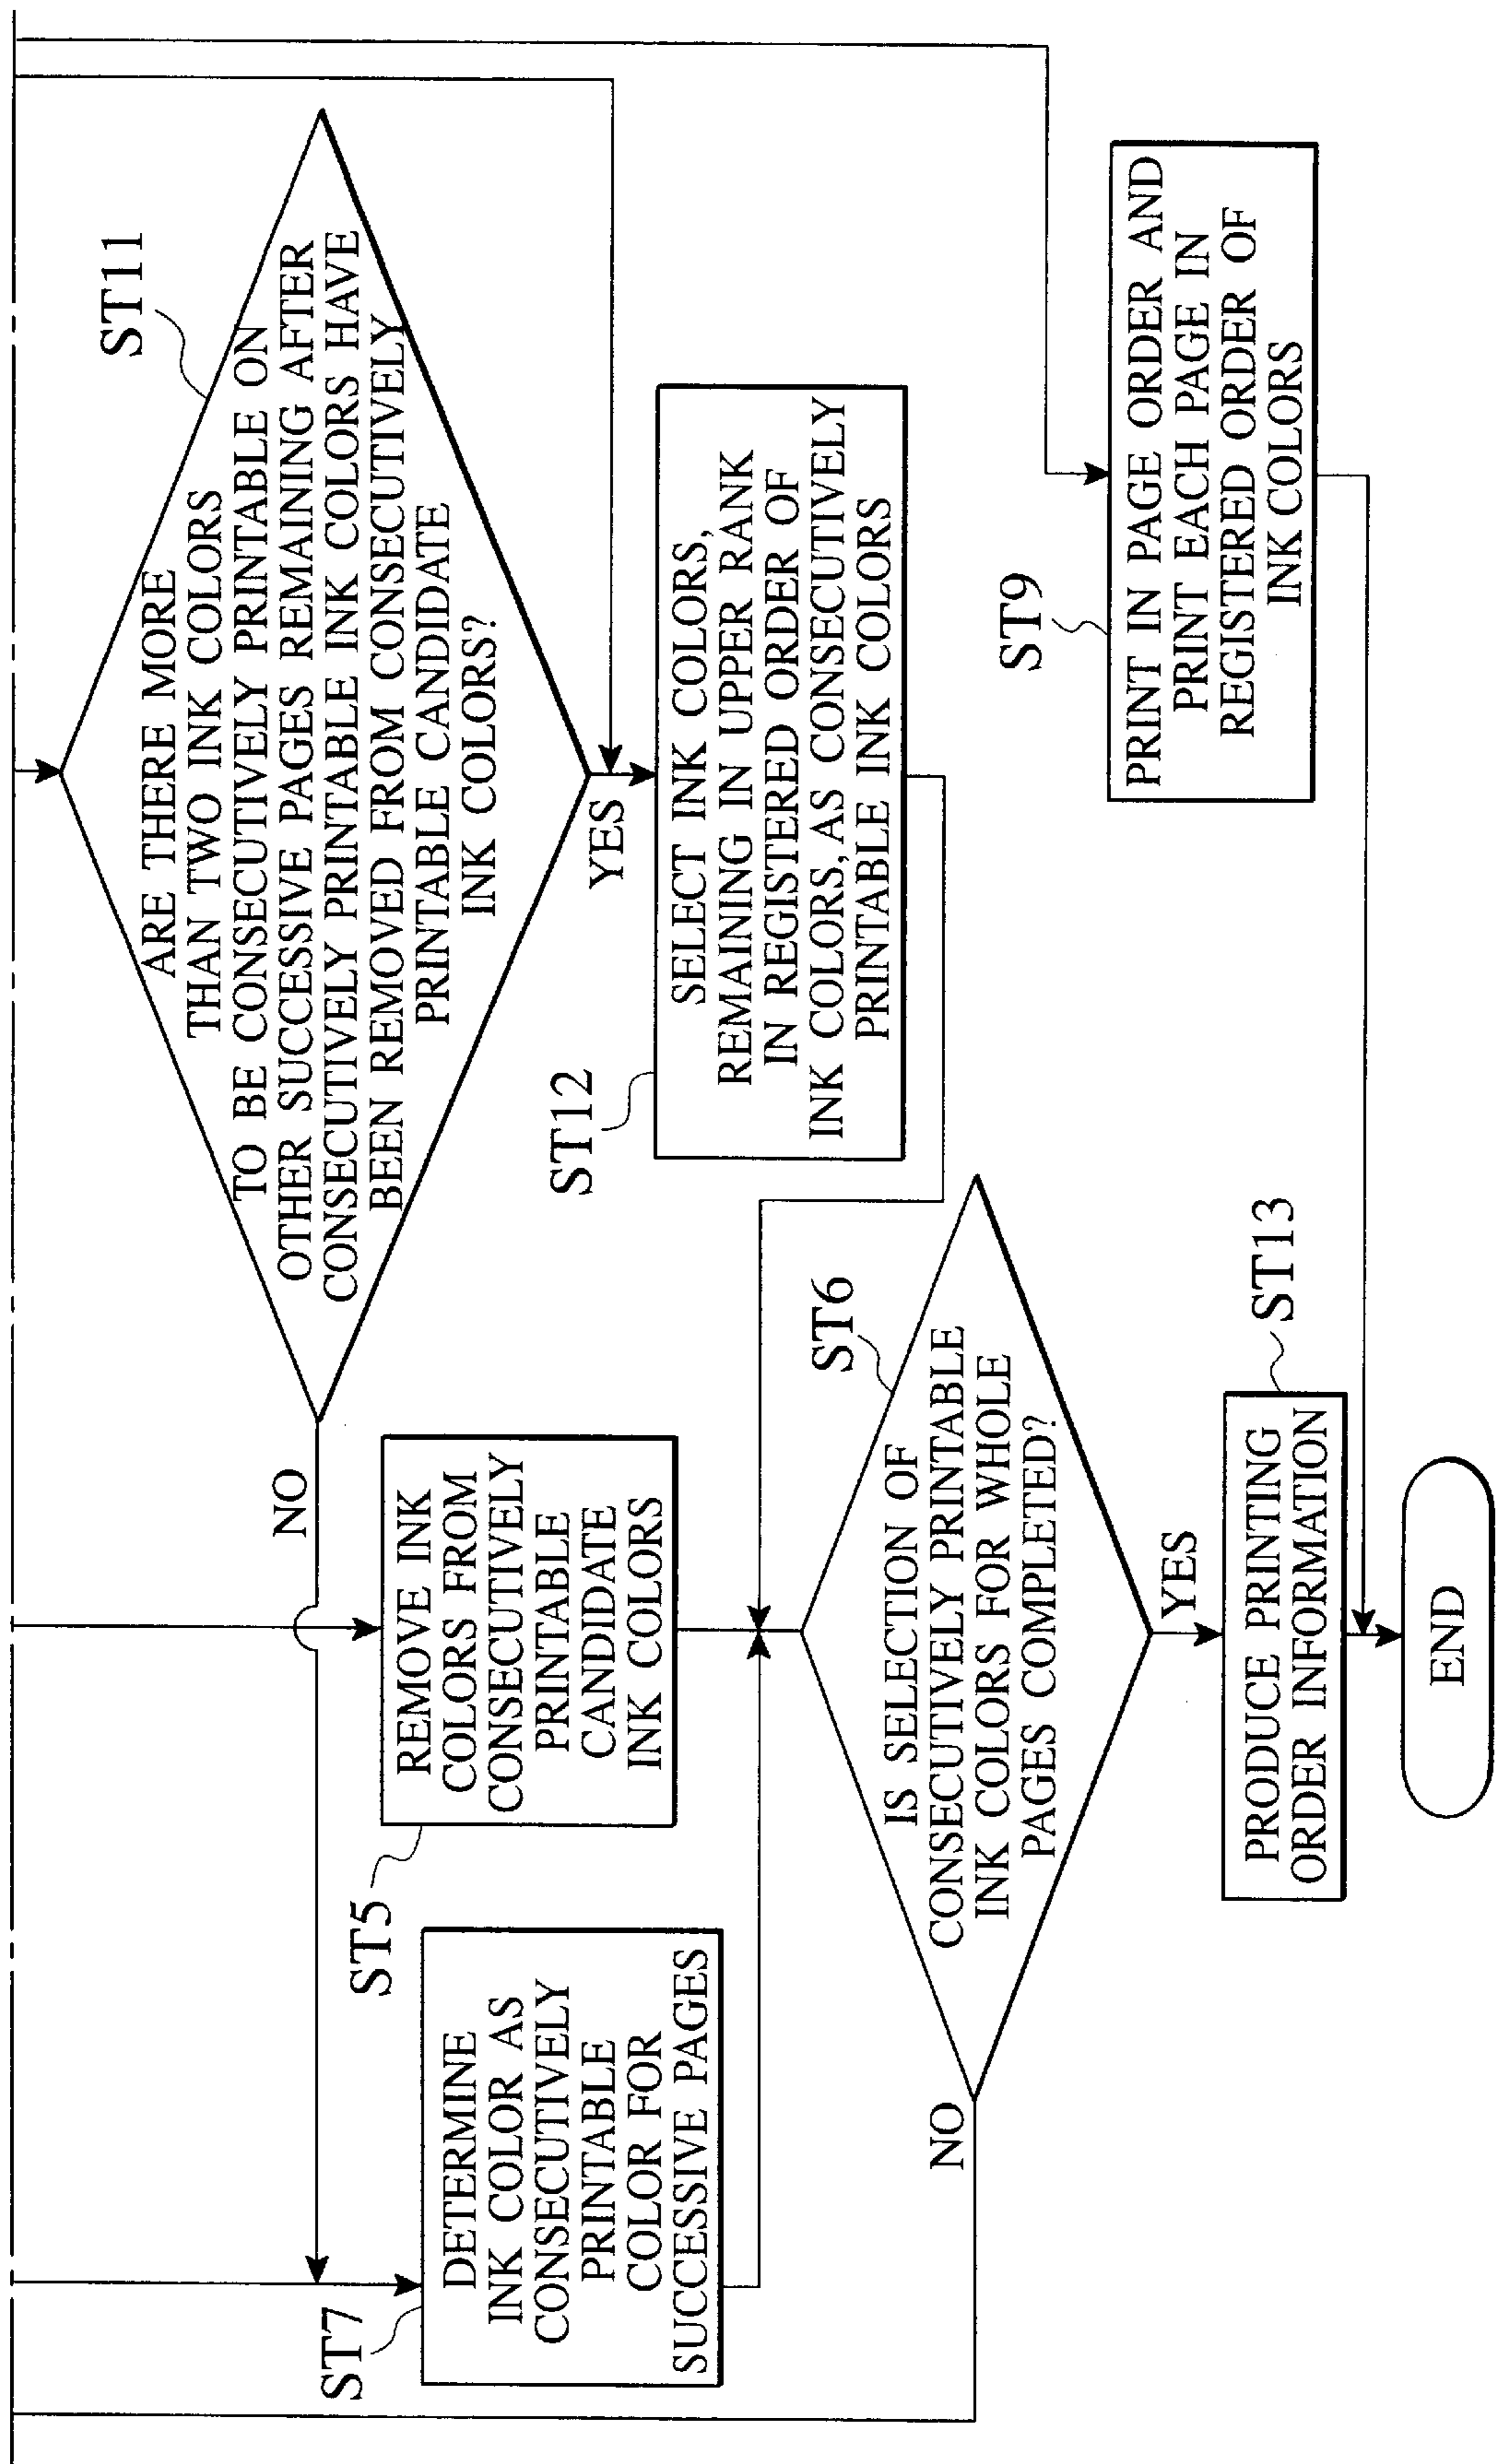 ST11
ARE THERE MORE
THAN TWO INK COLORS
TO BE CONSECUTIVELY PRINTABLE ON
OTHER SUCCESSIVE PAGES REMAINING AFTER
CONSECUTIVELY PRINTABLE INK COLORS HAVE
BEEN REMOVED FROM CONSECUTIVELY
PRINTABLE CANDIDATE
INK COLORS?
NO
YES
ST7
DETERMINE
INK COLOR AS
CONSECUTIVELY
PRINTABLE
COLOR FOR
SUCCESSIVE PAGES
ST5
REMOVE INK
COLORS FROM
CONSECUTIVELY
PRINTABLE
CANDIDATE
INK COLORS
ST12
SELECT INK COLORS,
REMAINING IN UPPER RANK
IN REGISTERED ORDER OF
INK COLORS, AS CONSECUTIVELY
PRINTABLE INK COLORS
ST6
IS SELECTION OF
CONSECUTIVELY PRINTABLE
INK COLORS FOR WHOLE
PAGES COMPLETED?
NO
YES
ST9
PRINT IN PAGE ORDER AND
PRINT EACH PAGE IN
REGISTERED ORDER OF
INK COLORS
ST13
PRODUCE PRINTING
ORDER INFORMATION
END